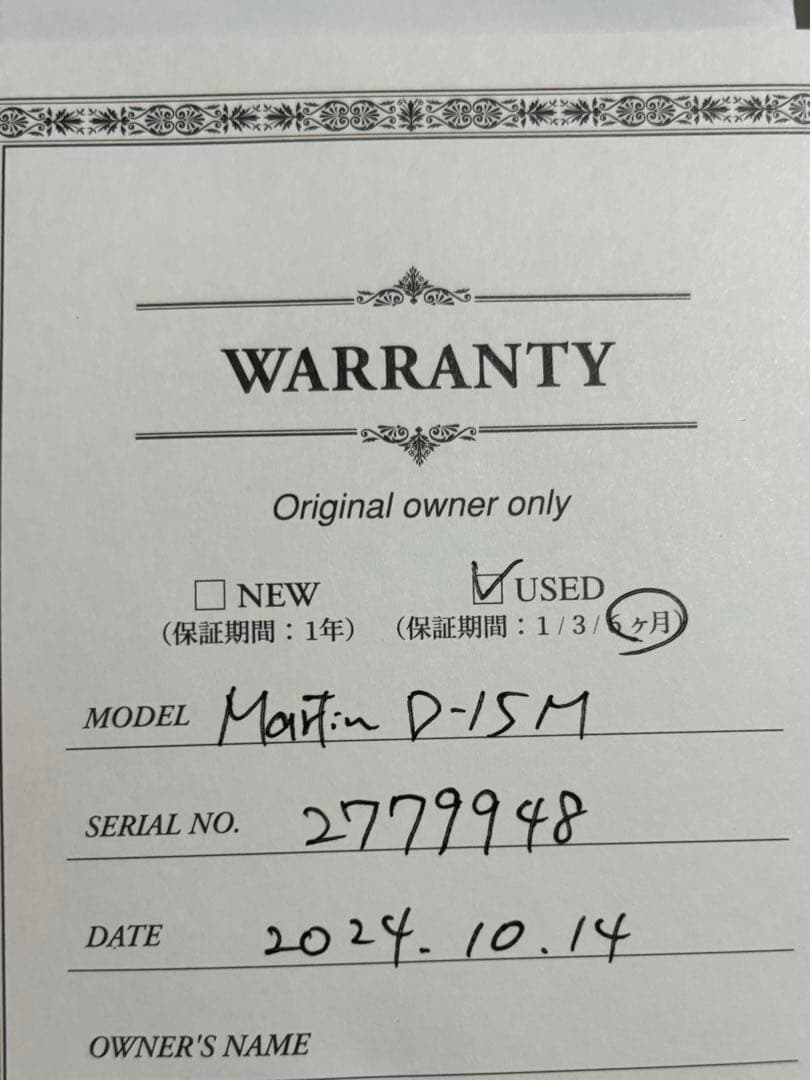 WARRANTY
Original owner only
NEW USED
（保証期間：1年） （保証期間：1 / 3 / 6 ヶ月）
MODEL Martin D-15M
SERIAL NO. 2779948
DATE 2024.10.14
OWNER'S NAME